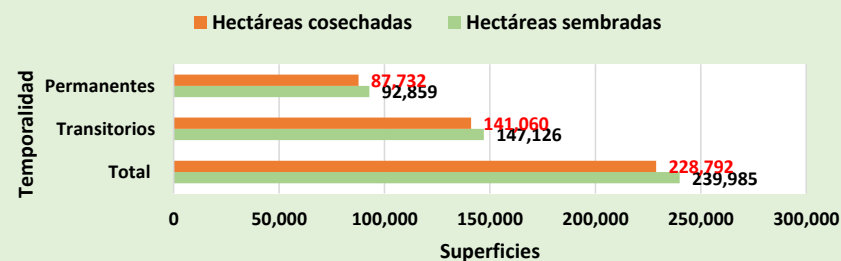 Hectáreas cosechadas Hectáreas sembradas
Temporalidad
Permanentes
87,732
92,859
Transitorios
141,060
147,126
Total
228,792
239,985
0 50,000 100,000 150,000 200,000 250,000 300,000
Superficies